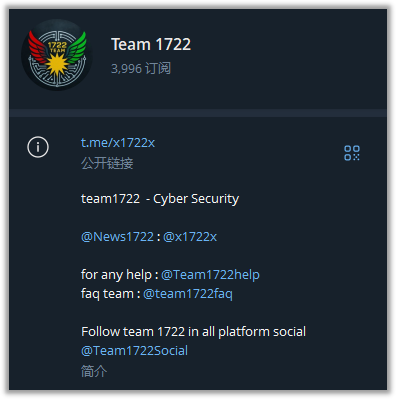 1722
TEAM
Team 1722
3,996 订阅
t.me/x1722x
公开链接
team1722 - Cyber Security
@News1722 : @x1722x
for any help : @Team1722help
faq team : @team1722faq
Follow team 1722 in all platform social
@Team1722Social
简介